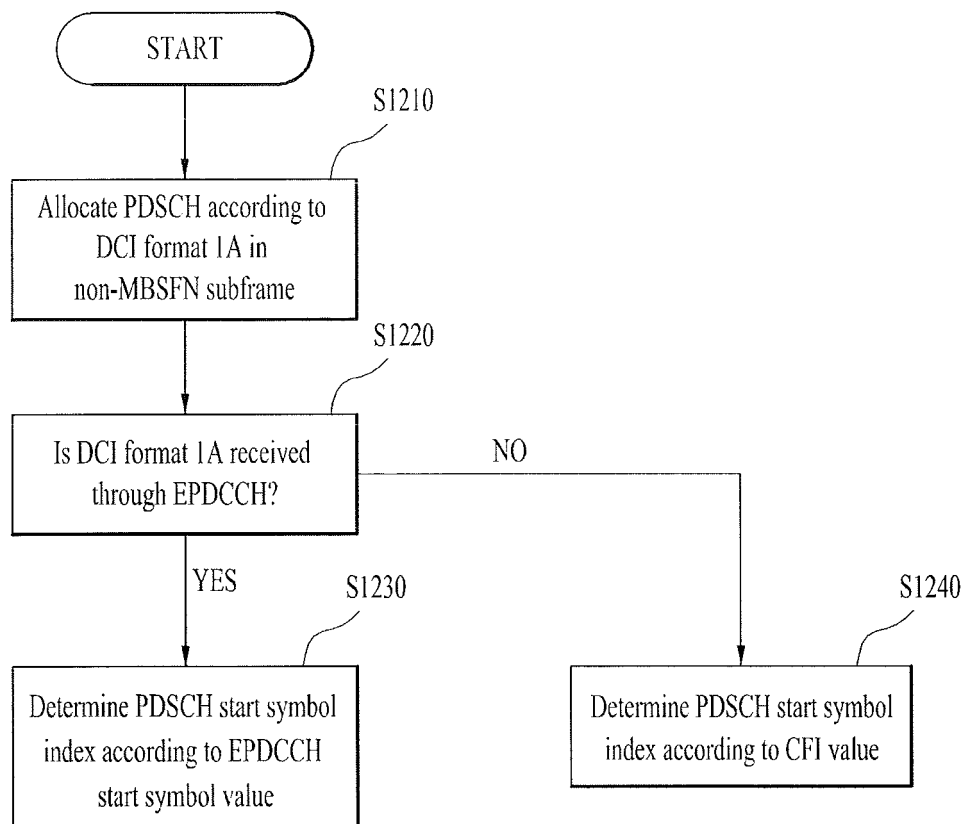 START
S1210
Allocate PDSCH according to
DCI format 1A in
non-MBSFN subframe
S1220
Is DCI format 1A received
through EPDCCH?
NO
YES
S1230
S1240
Determine PDSCH start symbol
index according to EPDCCH
start symbol value
Determine PDSCH start symbol
index according to CFI value